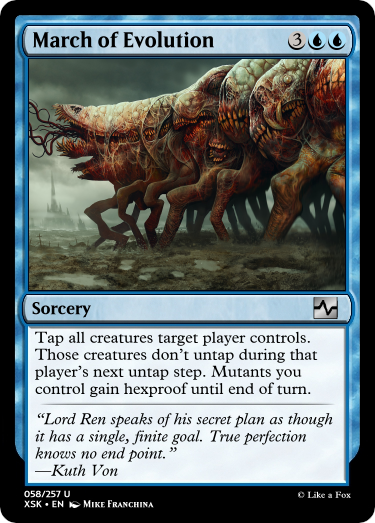 March of Evolution 3
Sorcery
Tap all creatures target player controls.
Those creatures don't untap during that
player's next untap step. Mutants you
control gain hexproof until end of turn.
“Lord Ren speaks of his secret plan as though
it has a single, finite goal. True perfection
knows no end point.”
—Kuth Von
058/257 U
XSK • EN Mike Franchina
© Like a Fox